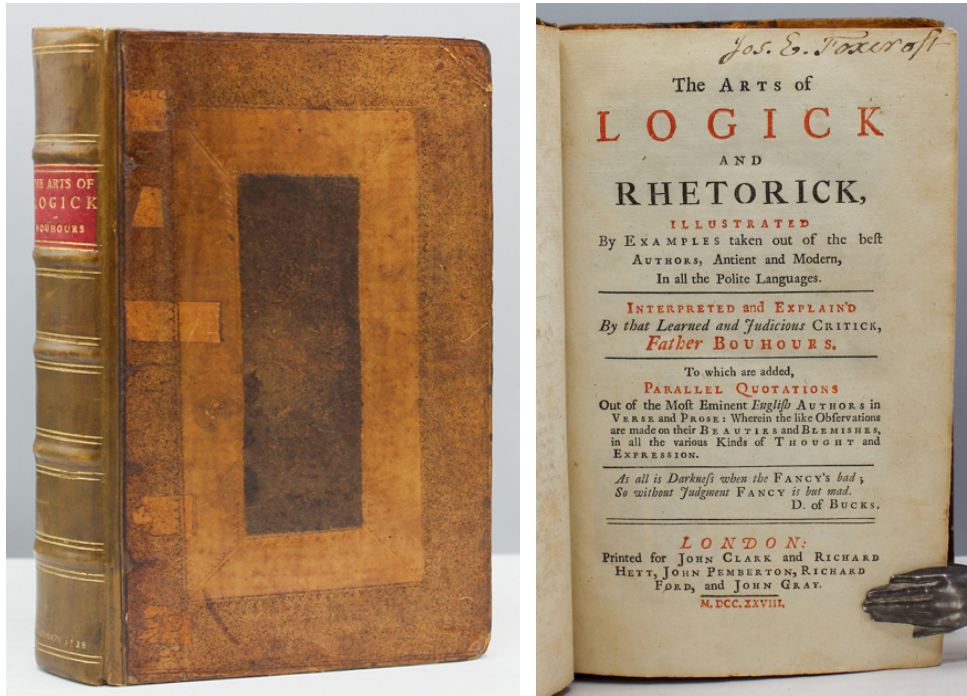 THE ARTS OF
LOGICK
BOUHOURS
LONDON 1728
Jos. E. Foxcroft
The ARTS of
LOGICK
AND
RHETORICK,
ILLUSTRATED
By EXAMPLES taken out of the beſt
AUTHORS, Antient and Modern,
In all the Polite Languages.
INTERPRETED and EXPLAIN'D
By that Learned and Judicious CRITICK,
Father BOUHOURS.
To which are added,
PARALLEL QUOTATIONS
Out of the Moſt Eminent Engliſh AUTHORS in
VERSE and PROSE: Wherein the like Obſervations
are made on their BEAUTIES and BLEMISHES,
in all the various Kinds of THOUGHT and
EXPRESSION.
As all is Darkneſs when the FANCY's bad;
So without Judgment FANCY is but mad.
D. of BUCKS.
LONDON:
Printed for JOHN CLARK and RICHARD
HETT, JOHN PEMBERTON, RICHARD
FORD, and JOHN GRAY.
M.DCC.XXVIII.